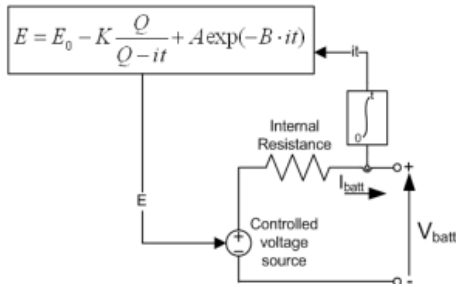 E = E₀ − K Q / (Q − it) + A exp(−B · it)
it
t
∫
0
Internal
Resistance
I_batt
+
E
+
−
Controlled
voltage
source
V_batt
-